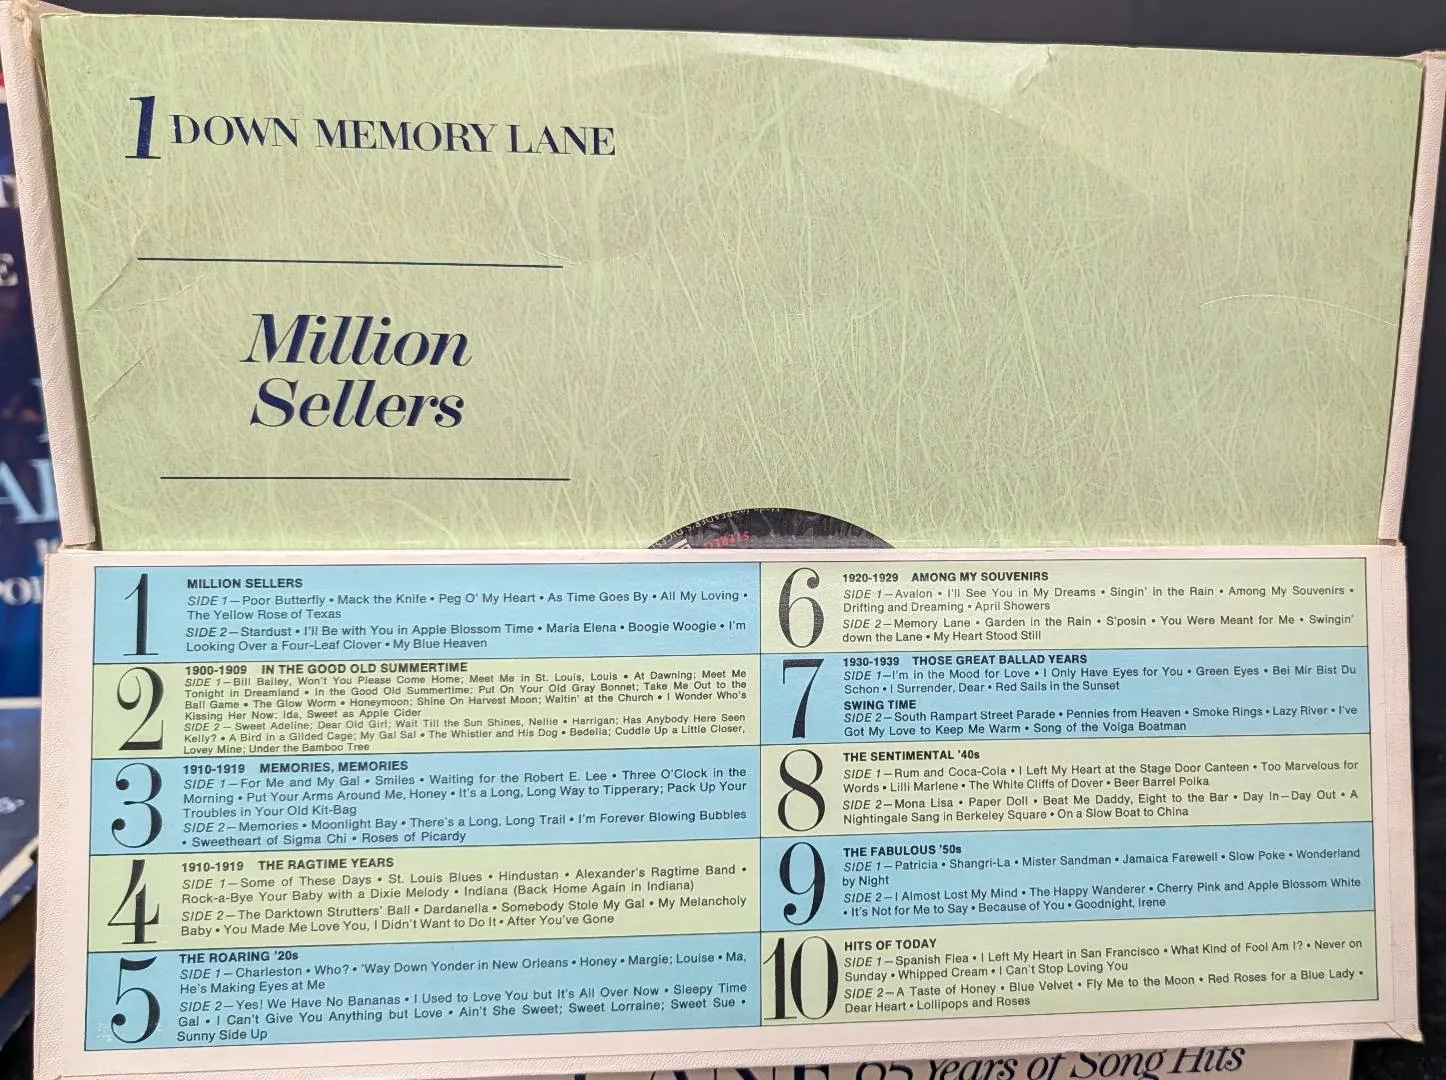 1 DOWN MEMORY LANE
Million
Sellers
STEREO
1
MILLION SELLERS
SIDE 1—Poor Butterfly • Mack the Knife • Peg O' My Heart • As Time Goes By • All My Loving •
The Yellow Rose of Texas
SIDE 2—Stardust • I'll Be with You in Apple Blossom Time • Maria Elena • Boogie Woogie • I'm
Looking Over a Four-Leaf Clover • My Blue Heaven
2
1900-1909 IN THE GOOD OLD SUMMERTIME
SIDE 1—Bill Bailey, Won't You Please Come Home; Meet Me in St. Louis, Louis • At Dawning; Meet Me
Tonight in Dreamland • In the Good Old Summertime; Put On Your Old Gray Bonnet; Take Me Out to the
Ball Game • The Glow Worm • Honeymoon; Shine On Harvest Moon; Waitin' at the Church • I Wonder Who's
Kissing Her Now; Ida, Sweet as Apple Cider
SIDE 2—Sweet Adeline; Dear Old Girl; Wait Till the Sun Shines, Nellie • Harrigan; Has Anybody Here Seen
Kelly? • A Bird in a Gilded Cage; My Gal Sal • The Whistler and His Dog • Bedelia; Cuddle Up a Little Closer,
Lovey Mine; Under the Bamboo Tree
3
1910-1919 MEMORIES, MEMORIES
SIDE 1—For Me and My Gal • Smiles • Waiting for the Robert E. Lee • Three O'Clock in the
Morning • Put Your Arms Around Me, Honey • It's a Long, Long Way to Tipperary; Pack Up Your
Troubles in Your Old Kit-Bag
SIDE 2—Memories • Moonlight Bay • There's a Long, Long Trail • I'm Forever Blowing Bubbles
• Sweetheart of Sigma Chi • Roses of Picardy
4
1910-1919 THE RAGTIME YEARS
SIDE 1—Some of These Days • St. Louis Blues • Hindustan • Alexander's Ragtime Band •
Rock-a-Bye Your Baby with a Dixie Melody • Indiana (Back Home Again in Indiana)
SIDE 2—The Darktown Strutters' Ball • Dardanella • Somebody Stole My Gal • My Melancholy
Baby • You Made Me Love You, I Didn't Want to Do It • After You've Gone
5
THE ROARING '20s
SIDE 1—Charleston • Who? • 'Way Down Yonder in New Orleans • Honey • Margie; Louise • Ma,
He's Making Eyes at Me
SIDE 2—Yes! We Have No Bananas • I Used to Love You but It's All Over Now • Sleepy Time
Gal • I Can't Give You Anything but Love • Ain't She Sweet; Sweet Lorraine; Sweet Sue •
Sunny Side Up
6
1920-1929 AMONG MY SOUVENIRS
SIDE 1—Avalon • I'll See You in My Dreams • Singin' in the Rain • Among My Souvenirs •
Drifting and Dreaming • April Showers
SIDE 2—Memory Lane • Garden in the Rain • S'posin • You Were Meant for Me • Swingin'
down the Lane • My Heart Stood Still
7
1930-1939 THOSE GREAT BALLAD YEARS
SIDE 1—I'm in the Mood for Love • I Only Have Eyes for You • Green Eyes • Bei Mir Bist Du
Schon • I Surrender, Dear • Red Sails in the Sunset
SWING TIME
SIDE 2—South Rampart Street Parade • Pennies from Heaven • Smoke Rings • Lazy River • I've
Got My Love to Keep Me Warm • Song of the Volga Boatman
8
THE SENTIMENTAL '40s
SIDE 1—Rum and Coca-Cola • I Left My Heart at the Stage Door Canteen • Too Marvelous for
Words • Lilli Marlene • The White Cliffs of Dover • Beer Barrel Polka
SIDE 2—Mona Lisa • Paper Doll • Beat Me Daddy, Eight to the Bar • Day In—Day Out • A
Nightingale Sang in Berkeley Square • On a Slow Boat to China
9
THE FABULOUS '50s
SIDE 1—Patricia • Shangri-La • Mister Sandman • Jamaica Farewell • Slow Poke • Wonderland
by Night
SIDE 2—I Almost Lost My Mind • The Happy Wanderer • Cherry Pink and Apple Blossom White
• It's Not for Me to Say • Because of You • Goodnight, Irene
10
HITS OF TODAY
SIDE 1—Spanish Flea • I Left My Heart in San Francisco • What Kind of Fool Am I? • Never on
Sunday • Whipped Cream • I Can't Stop Loving You
SIDE 2—A Taste of Honey • Blue Velvet • Fly Me to the Moon • Red Roses for a Blue Lady •
Dear Heart • Lollipops and Roses
LANE 65 Years of Song Hits